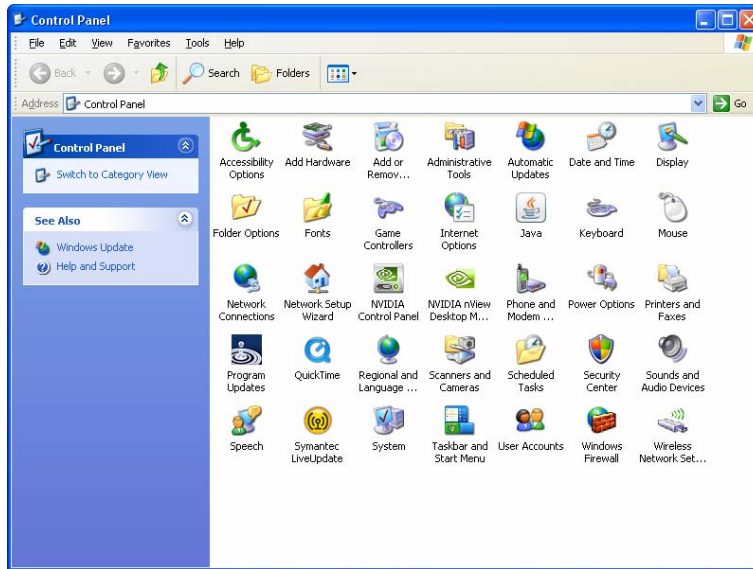 Control Panel
File Edit View Favorites Tools Help
Back Search Folders
Address Control Panel Go
Control Panel
Switch to Category View
See Also
Windows Update
Help and Support
Accessibility Options
Add Hardware
Add or Remov...
Administrative Tools
Automatic Updates
Date and Time
Display
Folder Options
Fonts
Game Controllers
Internet Options
Java
Keyboard
Mouse
Network Connections
Network Setup Wizard
NVIDIA Control Panel
NVIDIA nView Desktop M...
Phone and Modem ...
Power Options
Printers and Faxes
Program Updates
QuickTime
Regional and Language ...
Scanners and Cameras
Scheduled Tasks
Security Center
Sounds and Audio Devices
Speech
Symantec LiveUpdate
System
Taskbar and Start Menu
User Accounts
Windows Firewall
Wireless Network Set...